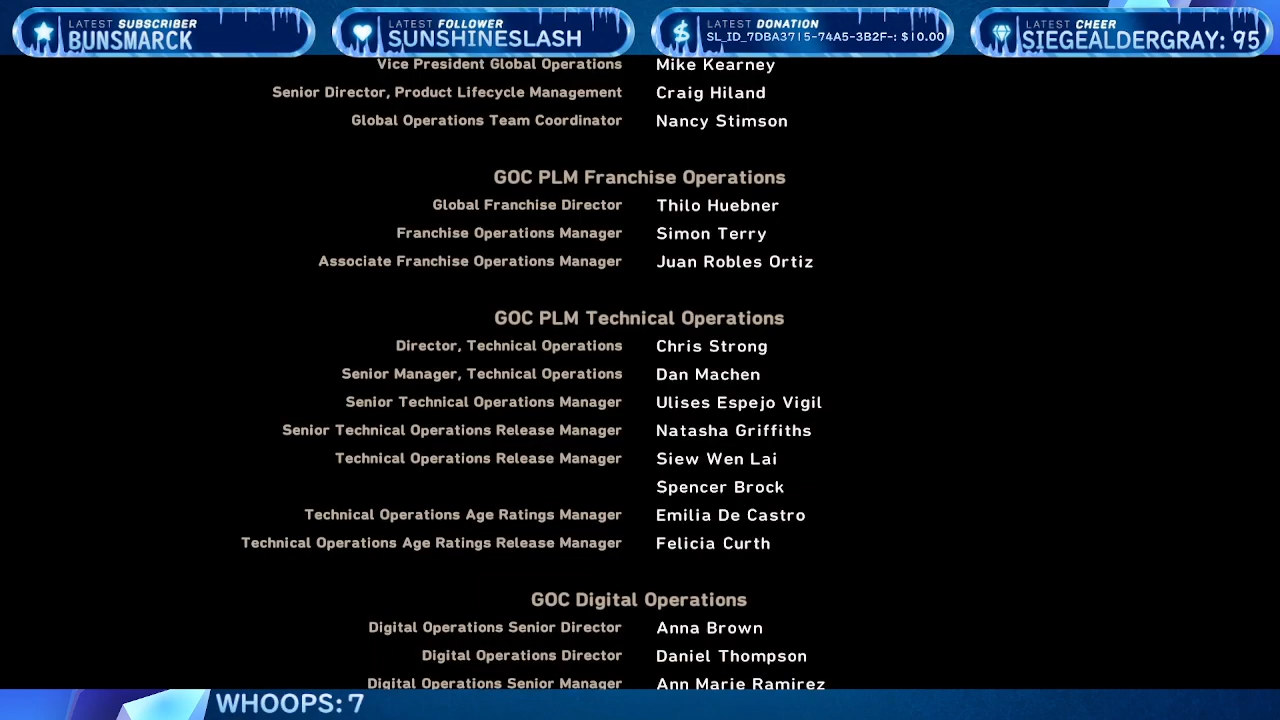 LATEST SUBSCRIBER
BUNSMARCK
LATEST FOLLOWER
SUNSHINESLASH
LATEST DONATION
SL_ID_7DBA3715-74A5-3B2F-: $10.00
LATEST CHEER
SIEGEALDERGRAY: 95
Vice President Global Operations Mike Kearney
Senior Director, Product Lifecycle Management Craig Hiland
Global Operations Team Coordinator Nancy Stimson
GOC PLM Franchise Operations
Global Franchise Director Thilo Huebner
Franchise Operations Manager Simon Terry
Associate Franchise Operations Manager Juan Robles Ortiz
GOC PLM Technical Operations
Director, Technical Operations Chris Strong
Senior Manager, Technical Operations Dan Machen
Senior Technical Operations Manager Ulises Espejo Vigil
Senior Technical Operations Release Manager Natasha Griffiths
Technical Operations Release Manager Siew Wen Lai
Spencer Brock
Technical Operations Age Ratings Manager Emilia De Castro
Technical Operations Age Ratings Release Manager Felicia Curth
GOC Digital Operations
Digital Operations Senior Director Anna Brown
Digital Operations Director Daniel Thompson
Digital Operations Senior Manager Ann Marie Ramirez
WHOOPS: 7